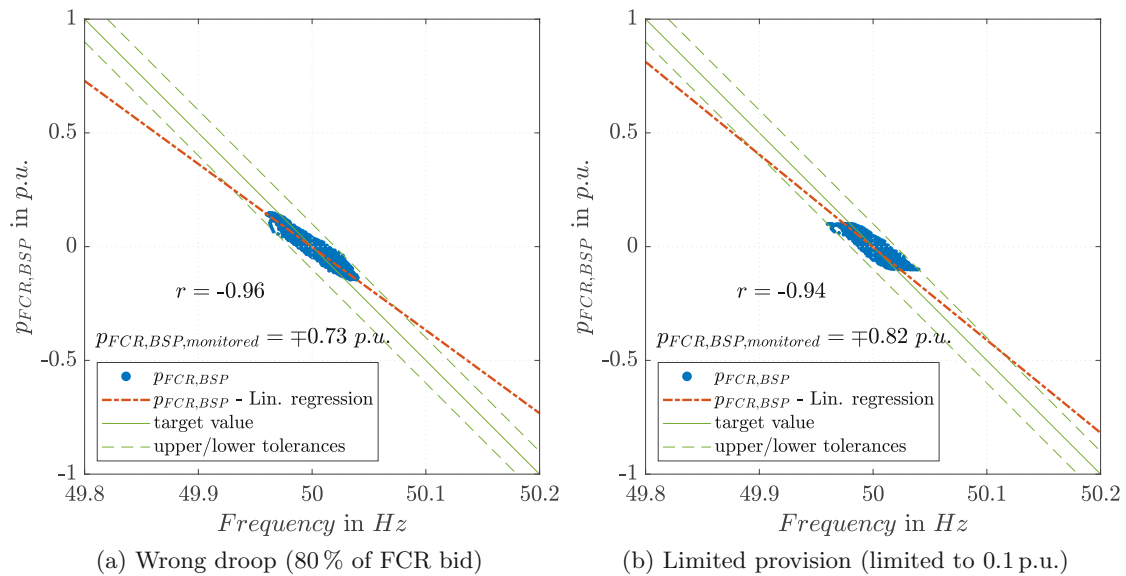 1
0.5
0
-0.5
-1
p_{FCR,BSP} in p.u.
r = -0.96
p_{FCR,BSP,monitored} = ∓0.73 p.u.
p_{FCR,BSP}
p_{FCR,BSP} - Lin. regression
target value
upper/lower tolerances
49.8 49.9 50 50.1 50.2
Frequency in Hz
(a) Wrong droop (80 % of FCR bid)
1
0.5
0
-0.5
-1
p_{FCR,BSP} in p.u.
r = -0.94
p_{FCR,BSP,monitored} = ∓0.82 p.u.
p_{FCR,BSP}
p_{FCR,BSP} - Lin. regression
target value
upper/lower tolerances
49.8 49.9 50 50.1 50.2
Frequency in Hz
(b) Limited provision (limited to 0.1 p.u.)